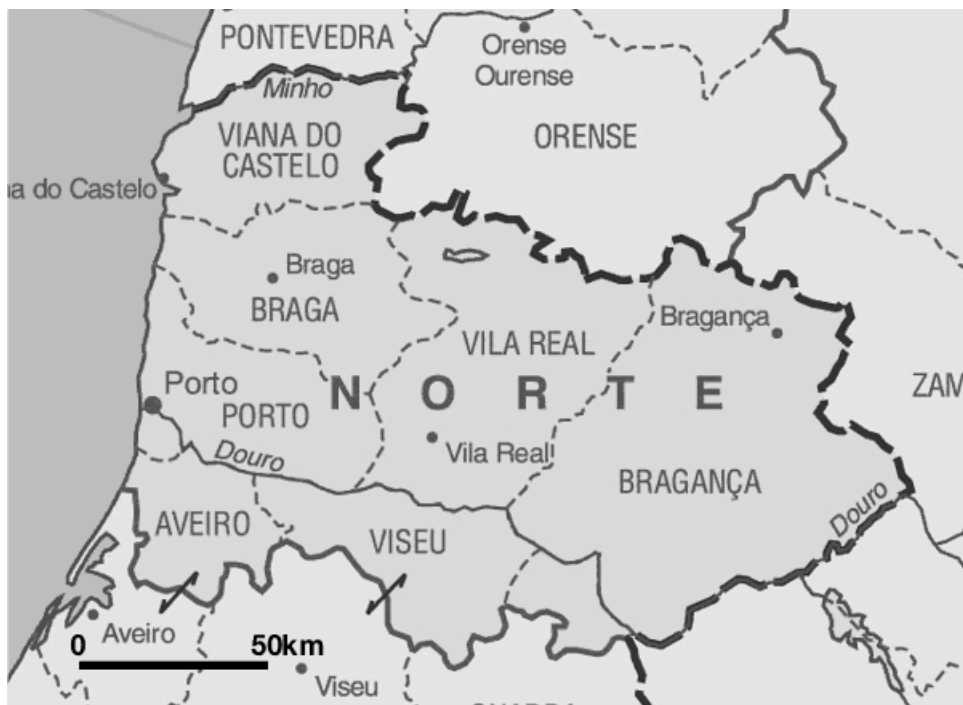 PONTEVEDRA
Orense
Ourense
Minho
VIANA DO
CASTELO
ORENSE
do Castelo
Braga
BRAGA
Bragança
VILA REAL
Porto
PORTO
NORTE
ZAM
Douro
Vila Real
BRAGANÇA
Douro
AVEIRO
VISEU
Aveiro
0
50km
Viseu